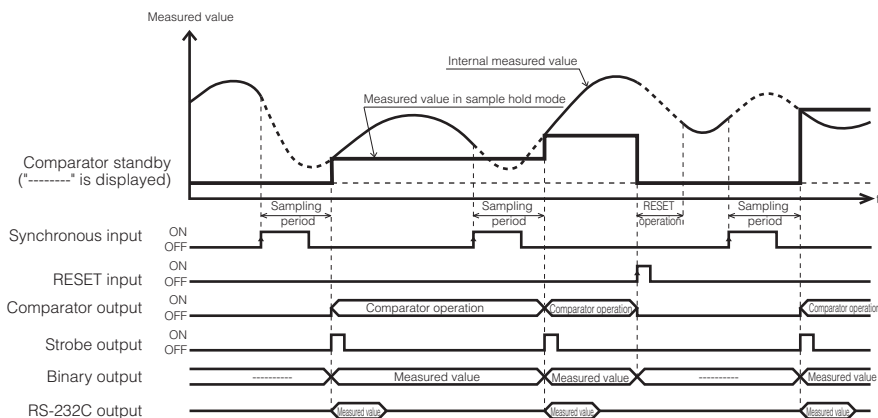 Measured value
Internal measured value
Measured value in sample hold mode
Comparator standby
("--------" is displayed)
t
Sampling period
Sampling period
RESET operation
Sampling period
Synchronous input
ON
OFF
RESET input
ON
OFF
Comparator output
ON
OFF
Comparator operation
Comparator operation
Comparator operation
Strobe output
ON
OFF
Binary output
----------
Measured value
Measured value
----------
Measured value
RS-232C output
Measured value
Measured value
Measured value